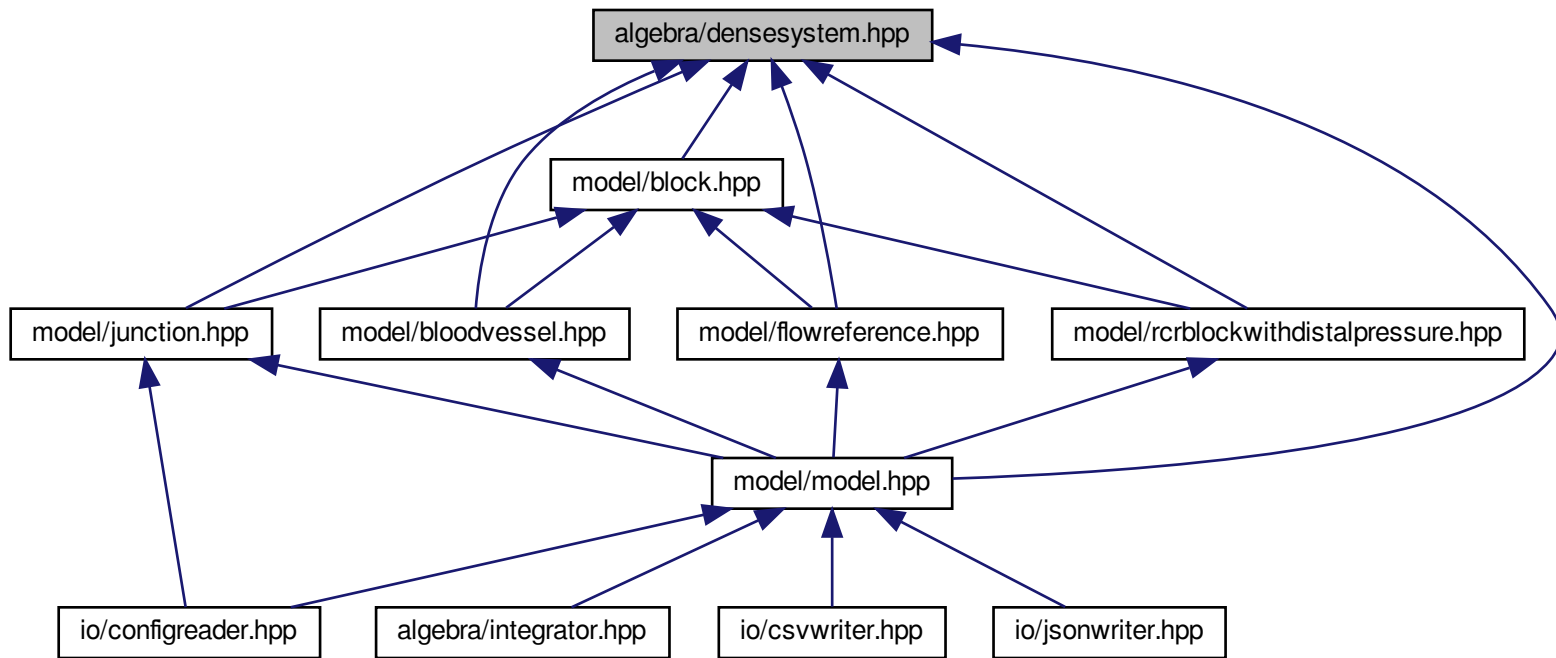 algebra/densesystem.hpp
model/block.hpp
model/junction.hpp
model/bloodvessel.hpp
model/flowreference.hpp
model/rcrblockwithdistalpressure.hpp
model/model.hpp
io/configreader.hpp
algebra/integrator.hpp
io/csvwriter.hpp
io/jsonwriter.hpp